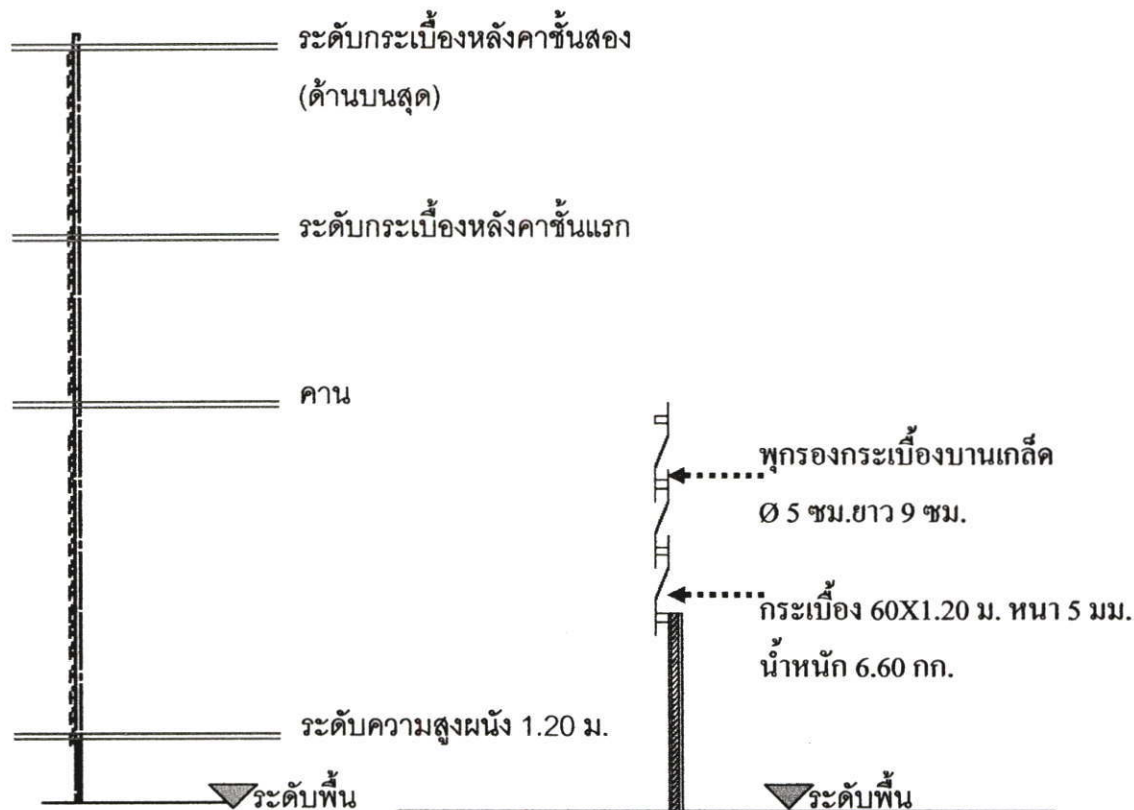 ระดับกระเบื้องหลังคาชั้นสอง
(ด้านบนสุด)
ระดับกระเบื้องหลังคาชั้นแรก
คาน
พุกรองกระเบื้องบานเกล็ด
Ø 5 ซม.ยาว 9 ซม.
กระเบื้อง 60X1.20 ม. หนา 5 มม.
น้ำหนัก 6.60 กก.
ระดับความสูงผนัง 1.20 ม.
ระดับพื้น
ระดับพื้น